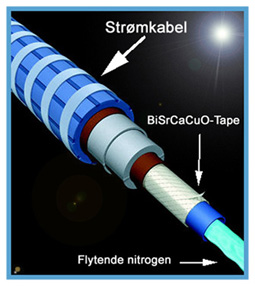 Strømkabel
BiSrCaCuO-Tape
Flytende nitrogen